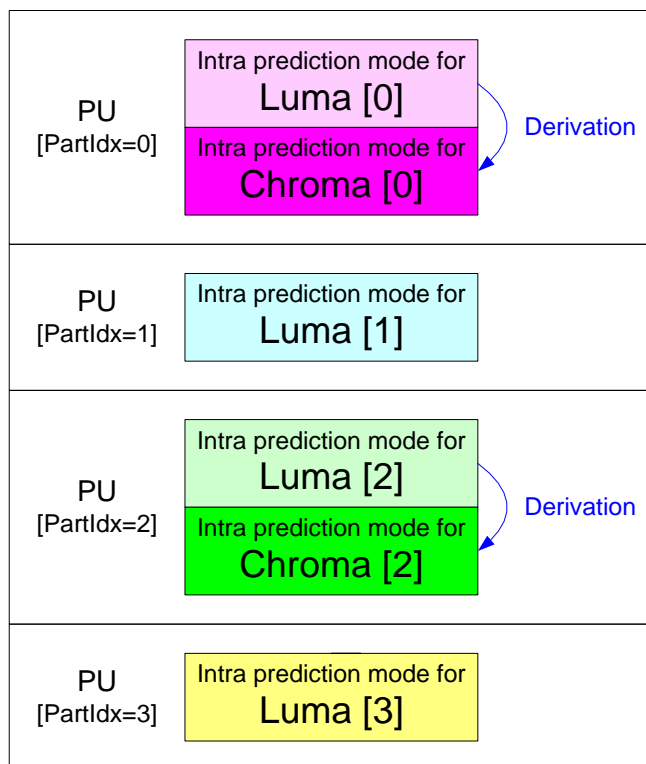 Intra prediction mode for
Luma [0]
PU
[PartIdx=0]
Derivation
Intra prediction mode for
Chroma [0]
PU
[PartIdx=1]
Intra prediction mode for
Luma [1]
Intra prediction mode for
Luma [2]
PU
[PartIdx=2]
Derivation
Intra prediction mode for
Chroma [2]
PU
[PartIdx=3]
Intra prediction mode for
Luma [3]